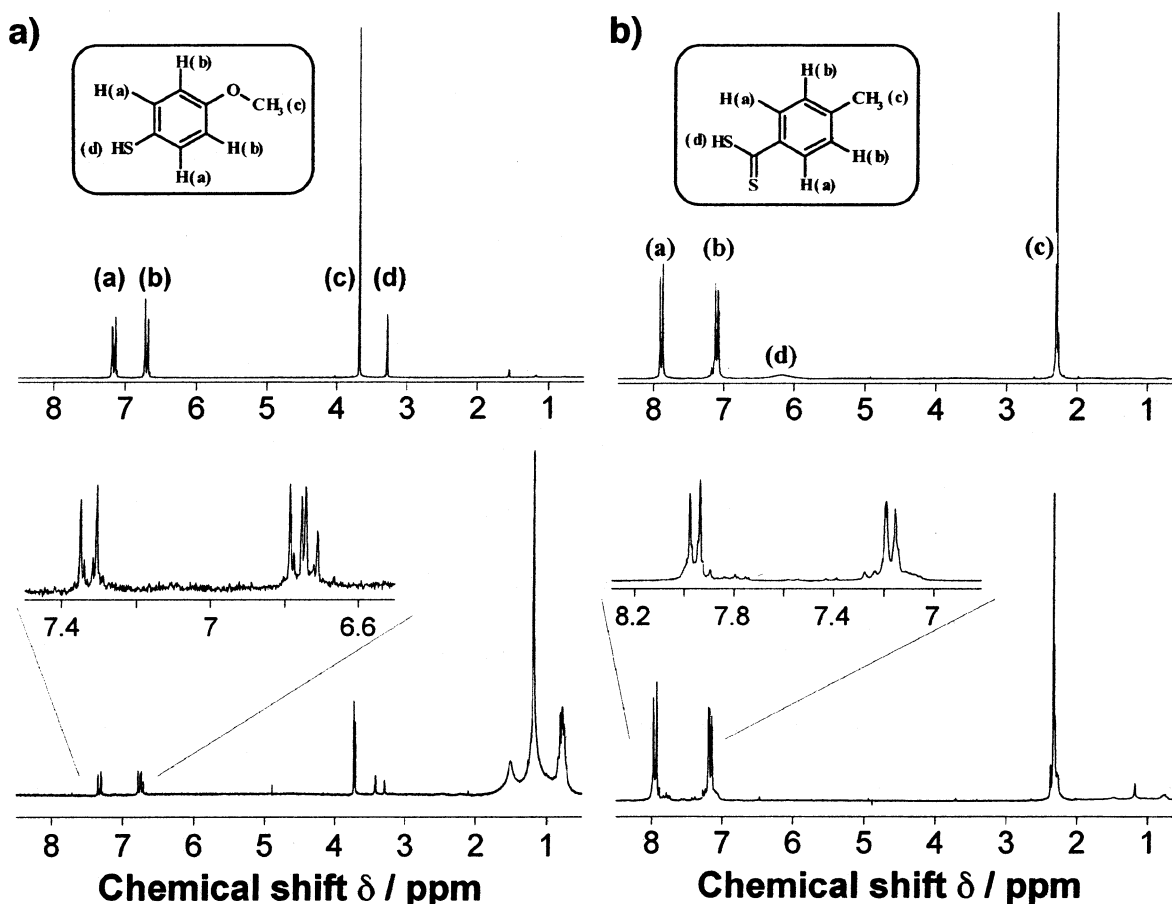 a)
H(b)
H(a)
O
CH3 (c)
(d) HS
H(b)
H(a)
(a) (b) (c) (d)
8 7 6 5 4 3 2 1
b)
H(b)
H(a)
CH3 (c)
(d) HS
H(b)
S
H(a)
(a) (b) (c)
(d)
8 7 6 5 4 3 2 1
7.4 7 6.6
8 7 6 5 4 3 2 1
Chemical shift δ / ppm
8.2 7.8 7.4 7
8 7 6 5 4 3 2 1
Chemical shift δ / ppm